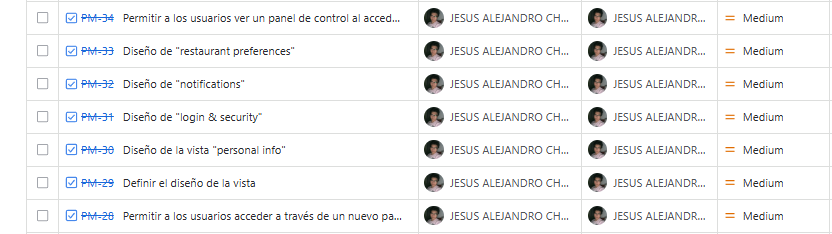 PM-34 Permitir a los usuarios ver un panel de control al acced... JESUS ALEJANDRO CH... JESUS ALEJANDR... Medium
PM-33 Diseño de "restaurant preferences" JESUS ALEJANDRO CH... JESUS ALEJANDR... Medium
PM-32 Diseño de "notifications" JESUS ALEJANDRO CH... JESUS ALEJANDR... Medium
PM-31 Diseño de "login & security" JESUS ALEJANDRO CH... JESUS ALEJANDR... Medium
PM-30 Diseño de la vista "personal info" JESUS ALEJANDRO CH... JESUS ALEJANDR... Medium
PM-29 Definir el diseño de la vista JESUS ALEJANDRO CH... JESUS ALEJANDR... Medium
PM-28 Permitir a los usuarios acceder a través de un nuevo pa... JESUS ALEJANDRO CH... JESUS ALEJANDR... Medium